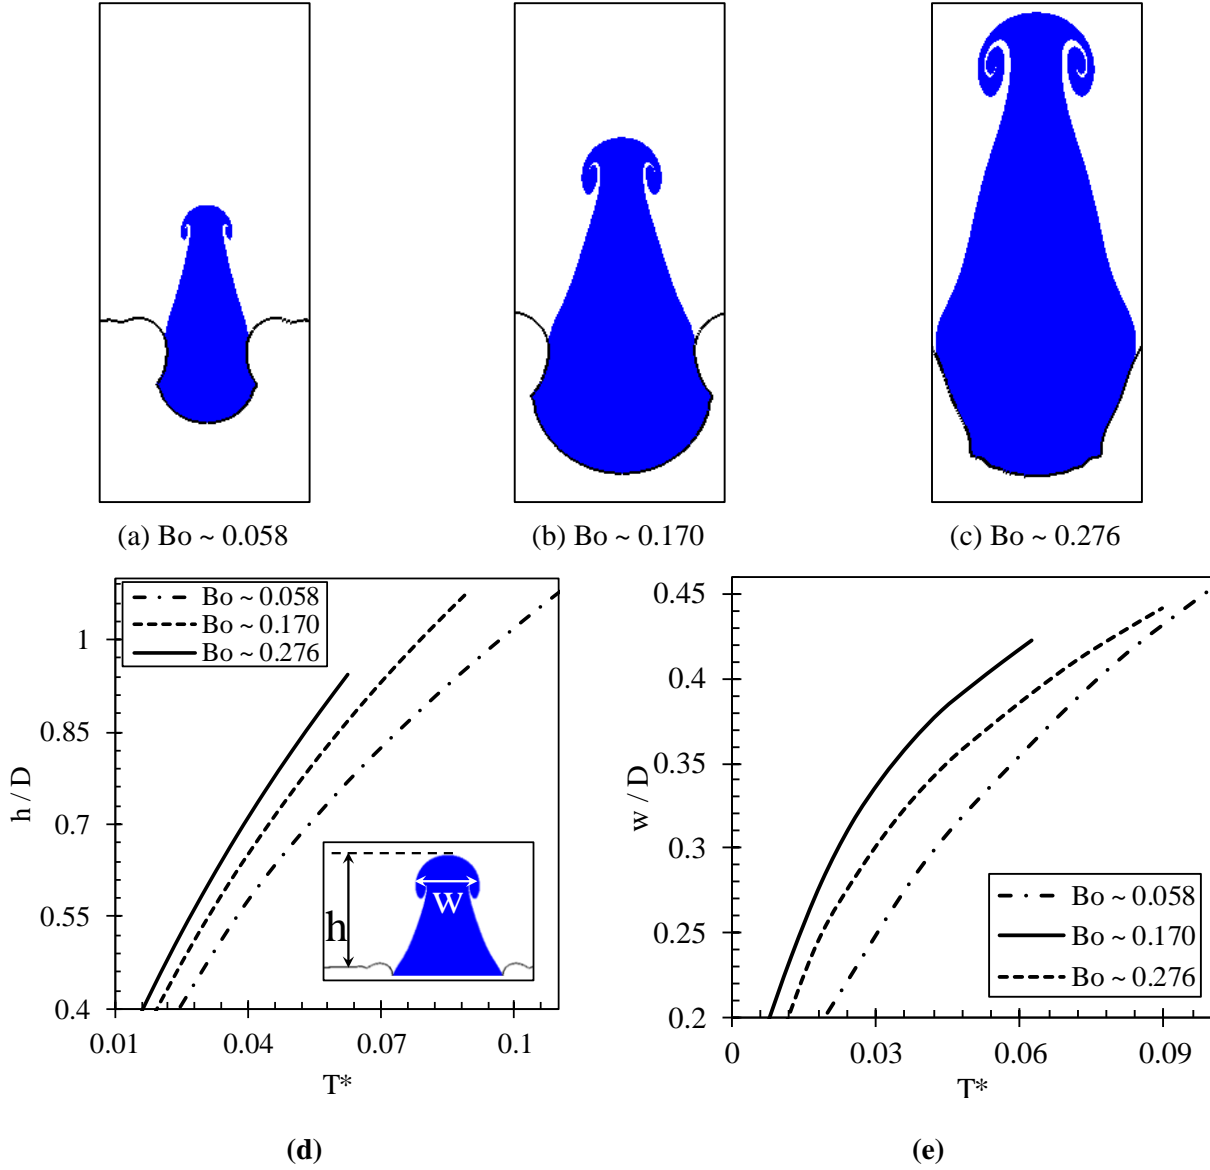 (a) Bo ~ 0.058
(b) Bo ~ 0.170
(c) Bo ~ 0.276
Bo ~ 0.058
Bo ~ 0.170
Bo ~ 0.276
1
0.85
0.7
0.55
0.4
h / D
h
w
0.01
0.04
0.07
0.1
T*
(d)
0.45
0.4
0.35
0.3
0.25
0.2
w / D
Bo ~ 0.058
Bo ~ 0.170
Bo ~ 0.276
0
0.03
0.06
0.09
T*
(e)